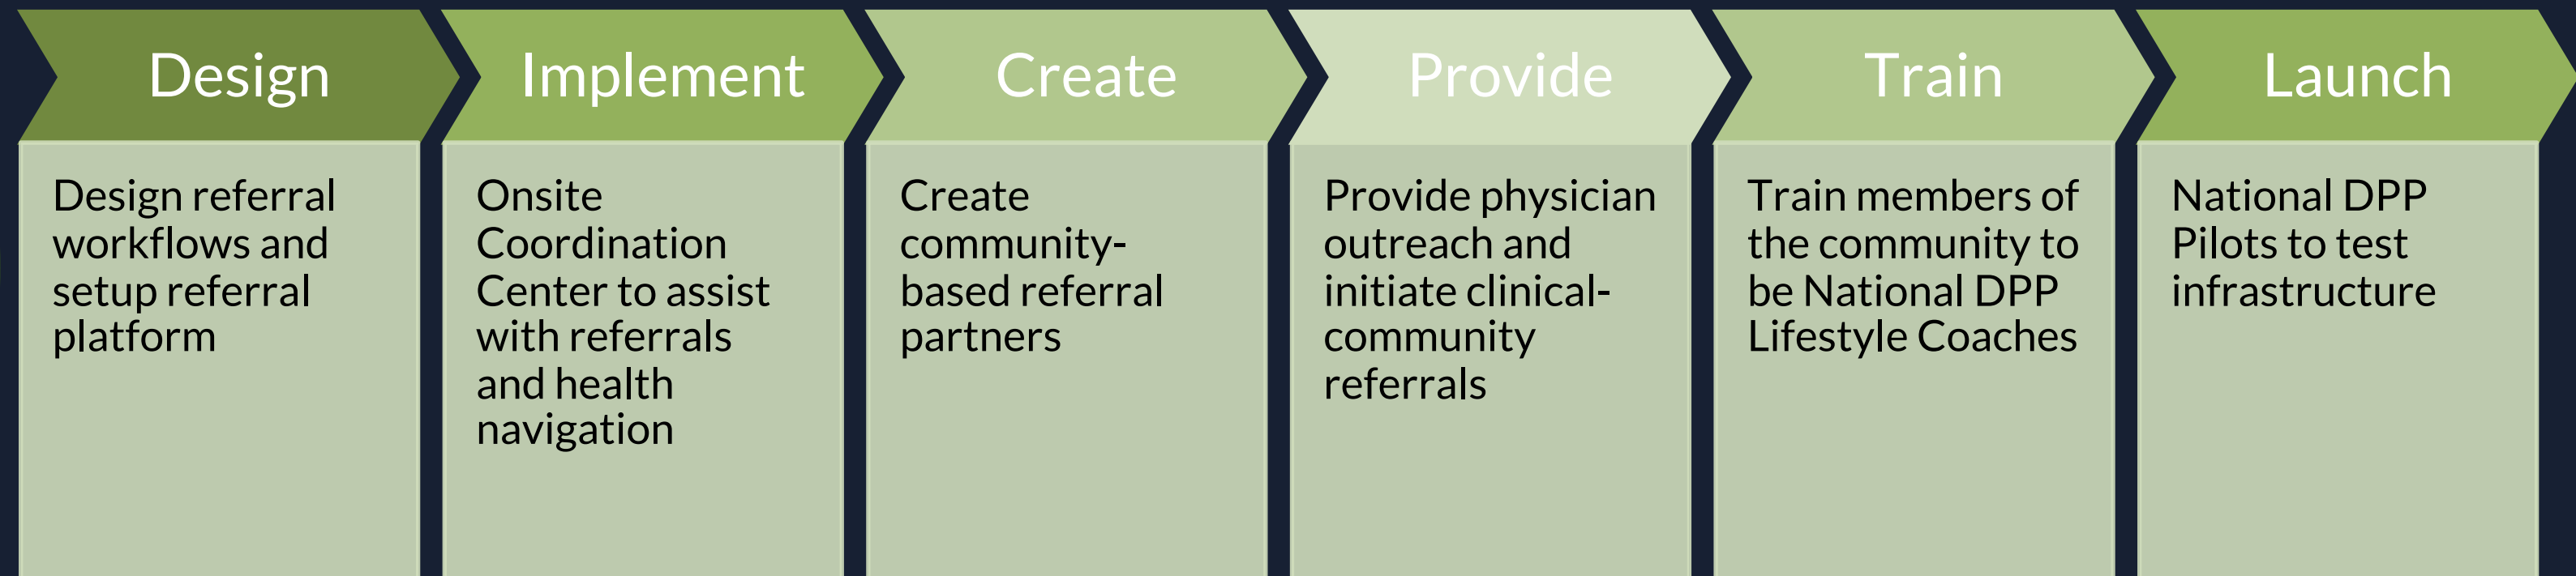 Design
Design referral
workflows and
setup referral
platform
Implement
Onsite
Coordination
Center to assist
with referrals
and health
navigation
Create
Create
community-
based referral
partners
Provide
Provide physician
outreach and
initiate clinical-
community
referrals
Train
Train members of
the community to
be National DPP
Lifestyle Coaches
Launch
National DPP
Pilots to test
infrastructure